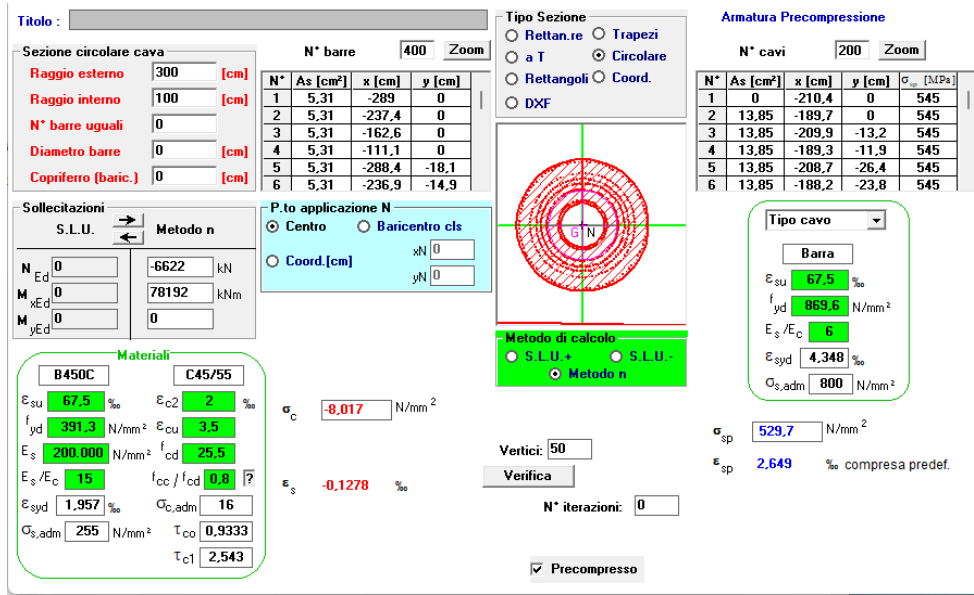 Titolo :
Sezione circolare cava
Raggio esterno 300 [cm]
Raggio interno 100 [cm]
N° barre uguali 0
Diametro barre 0 [cm]
Copriferro (baric.) 0 [cm]
N° barre 400 Zoom
N° As [cm²] x [cm] y [cm]
1 5,31 -289 0
2 5,31 -237,4 0
3 5,31 -162,6 0
4 5,31 -111,1 0
5 5,31 -288,4 -18,1
6 5,31 -236,9 -14,9
Tipo Sezione
Rettan.re Trapezi
a T Circolare
Rettangoli Coord.
DXF
Armatura Precompressione
N° cavi 200 Zoom
N° As [cm²] x [cm] y [cm] σsp [MPa]
1 0 -210,4 0 545
2 13,85 -189,7 0 545
3 13,85 -209,9 -13,2 545
4 13,85 -189,3 -11,9 545
5 13,85 -208,7 -26,4 545
6 13,85 -188,2 -23,8 545
Sollecitazioni
S.L.U. Metodo n
N Ed 0 -6622 kN
M xEd 0 78192 kNm
M yEd 0 0
P.to applicazione N
Centro Baricentro cls
Coord.[cm] xN 0
yN 0
G N
Tipo cavo
Barra
εsu 67,5 ‰
fyd 869,6 N/mm²
Es/Ec 6
εsyd 4,348 ‰
σs,adm 800 N/mm²
Metodo di calcolo
S.L.U.+ S.L.U.-
Metodo n
Materiali
B450C C45/55
εsu 67,5 ‰ εc2 2 ‰
fyd 391,3 N/mm² εcu 3,5
Es 200.000 N/mm² fcd 25,5
Es/Ec 15 fcc / fcd 0,8 ?
εsyd 1,957 ‰ σc,adm 16
σs,adm 255 N/mm² τco 0,9333
τc1 2,543
σc -8,017 N/mm²
εs -0,1278 ‰
Vertici: 50
Verifica
N° iterazioni: 0
Precompresso
σsp 529,7 N/mm²
εsp 2,649 ‰ compresa predef.